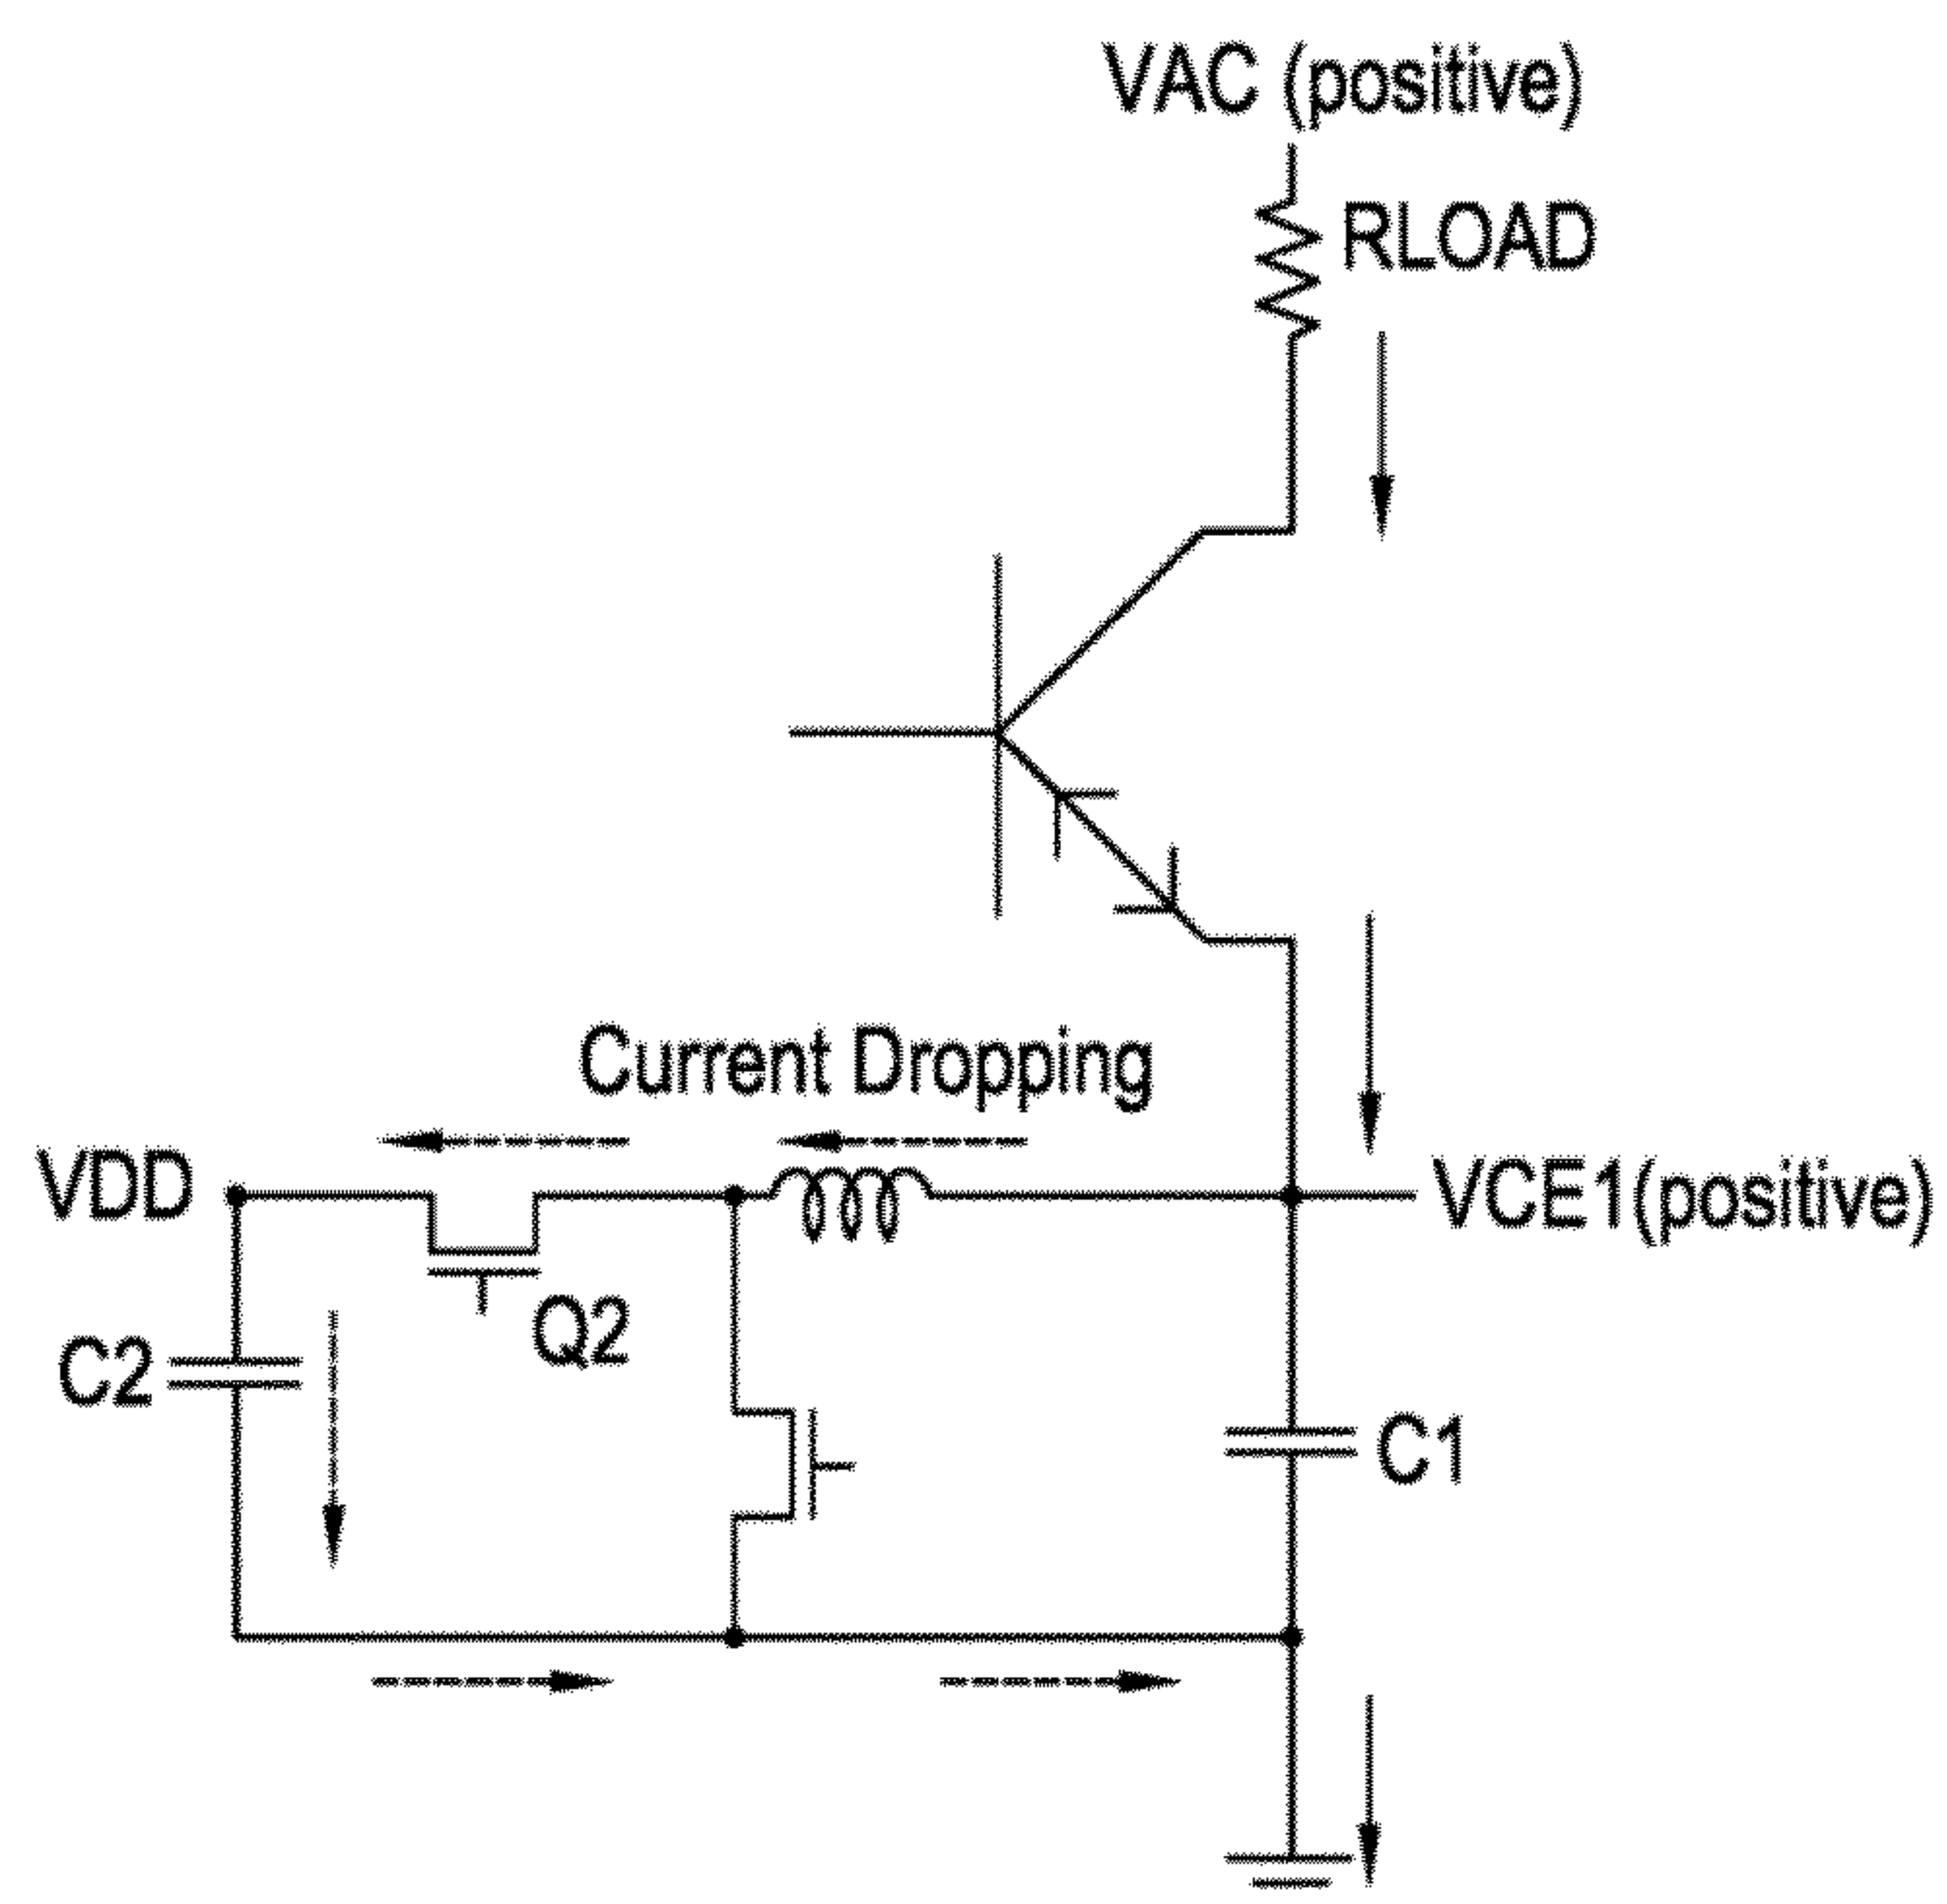 VAC (positive)
RLOAD
Current Dropping
VDD
VCE1(positive)
Q2
C2
C1